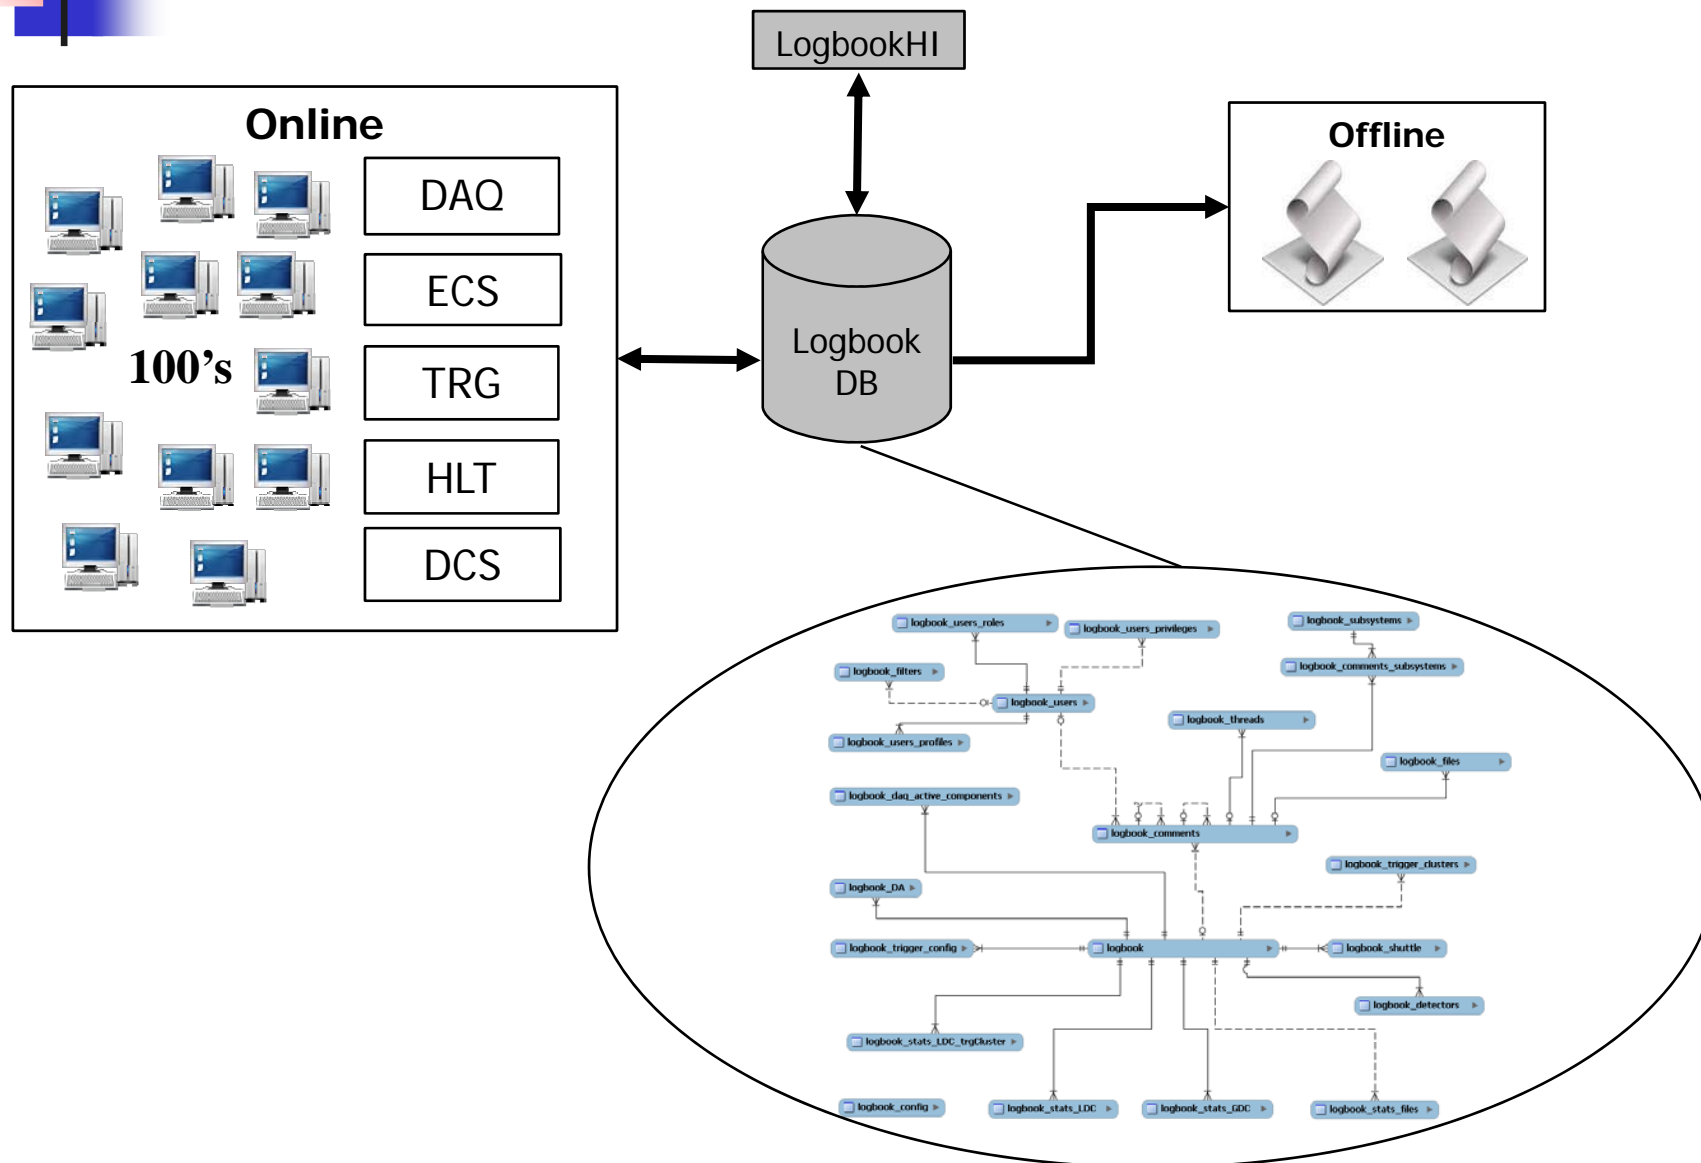 LogbookHI
Online
DAQ
ECS
100's
TRG
HLT
DCS
Logbook
DB
Offline
logbook_users_roles
logbook_users_privileges
logbook_subsystems
logbook_filters
logbook_comments_subsystems
logbook_users
logbook_threads
logbook_users_profiles
logbook_files
logbook_daq_active_components
logbook_comments
logbook_trigger_clusters
logbook_DA
logbook_trigger_config
logbook
logbook_shuttle
logbook_detectors
logbook_stats_LDC_trgCluster
logbook_config
logbook_stats_LDC
logbook_stats_GDC
logbook_stats_files